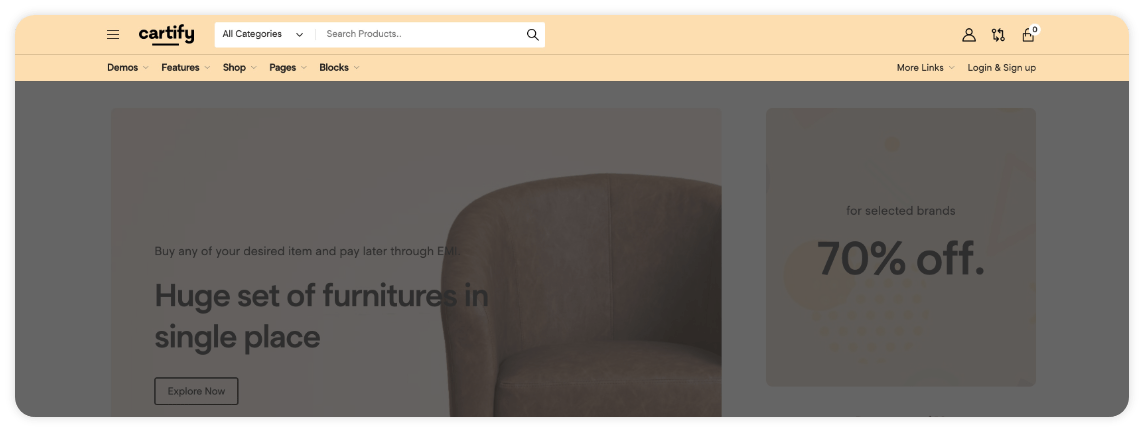 cartify
All Categories
Search Products..
0
Demos
Features
Shop
Pages
Blocks
More Links
Login & Sign up
Buy any of your desired item and pay later through EMI.
Huge set of furnitures in
single place
Explore Now
for selected brands
70% off.